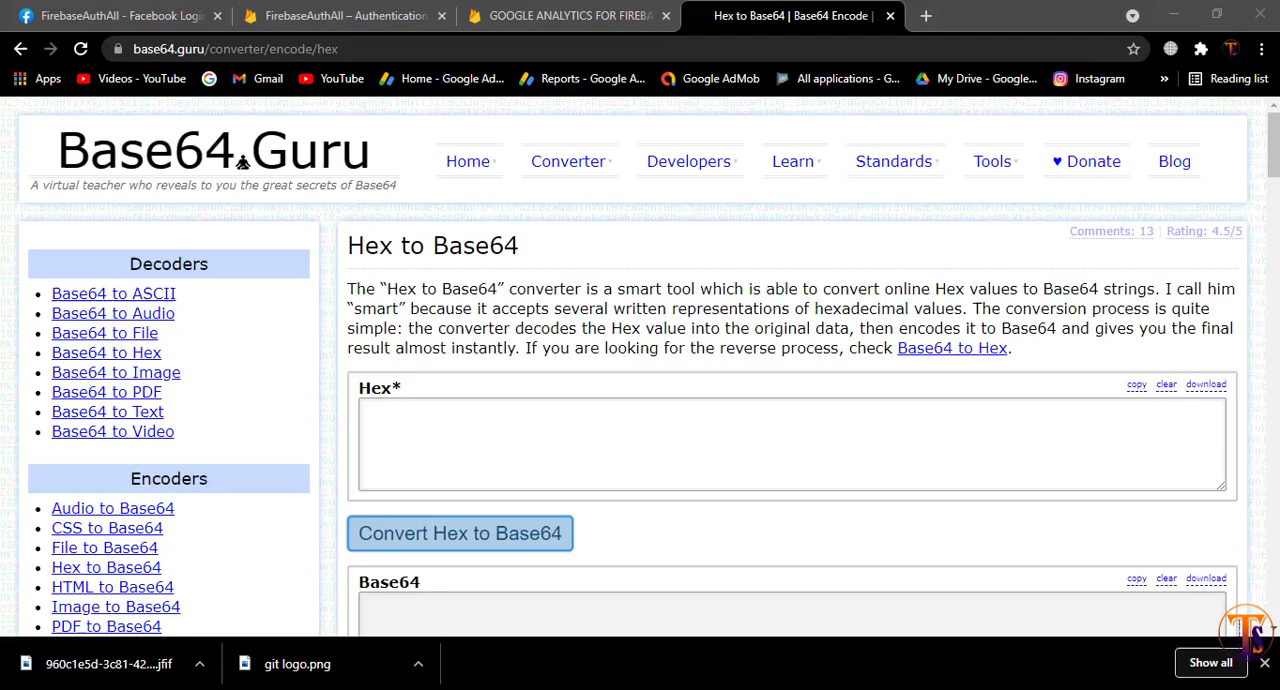 FirebaseAuthAll - Facebook Logi
FirebaseAuthAll – Authentication
GOOGLE ANALYTICS FOR FIREBA
Hex to Base64 | Base64 Encode |
base64.guru/converter/encode/hex
Apps
Videos - YouTube
Gmail
YouTube
Home - Google Ad...
Reports - Google A...
Google AdMob
All applications - G...
My Drive - Google...
Instagram
»
Reading list
Base64.Guru
A virtual teacher who reveals to you the great secrets of Base64
Home
Converter
Developers
Learn
Standards
Tools
♥ Donate
Blog
Decoders
Base64 to ASCII
Base64 to Audio
Base64 to File
Base64 to Hex
Base64 to Image
Base64 to PDF
Base64 to Text
Base64 to Video
Encoders
Audio to Base64
CSS to Base64
File to Base64
Hex to Base64
HTML to Base64
Image to Base64
PDF to Base64
Comments: 13 | Rating: 4.5/5
Hex to Base64
The “Hex to Base64” converter is a smart tool which is able to convert online Hex values to Base64 strings. I call him
“smart” because it accepts several written representations of hexadecimal values. The conversion process is quite
simple: the converter decodes the Hex value into the original data, then encodes it to Base64 and gives you the final
result almost instantly. If you are looking for the reverse process, check Base64 to Hex.
Hex*
copy clear download
Convert Hex to Base64
Base64
copy clear download
960c1e5d-3c81-42....jfif
git logo.png
Show all
TS